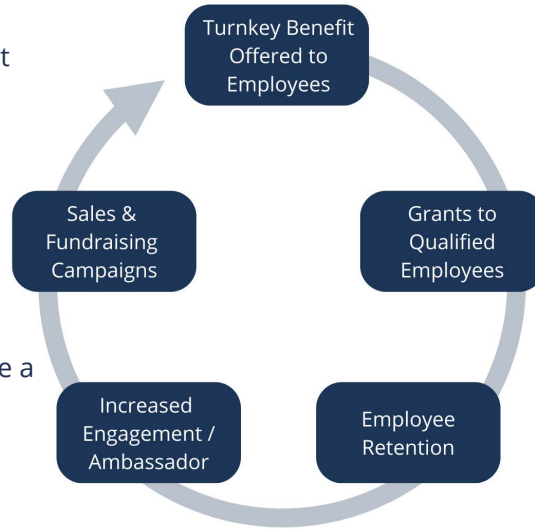 Turnkey Benefit
Offered to
Employees
Grants to
Qualified
Employees
Employee
Retention
Increased
Engagement /
Ambassador
Sales &
Fundraising
Campaigns
t
e a